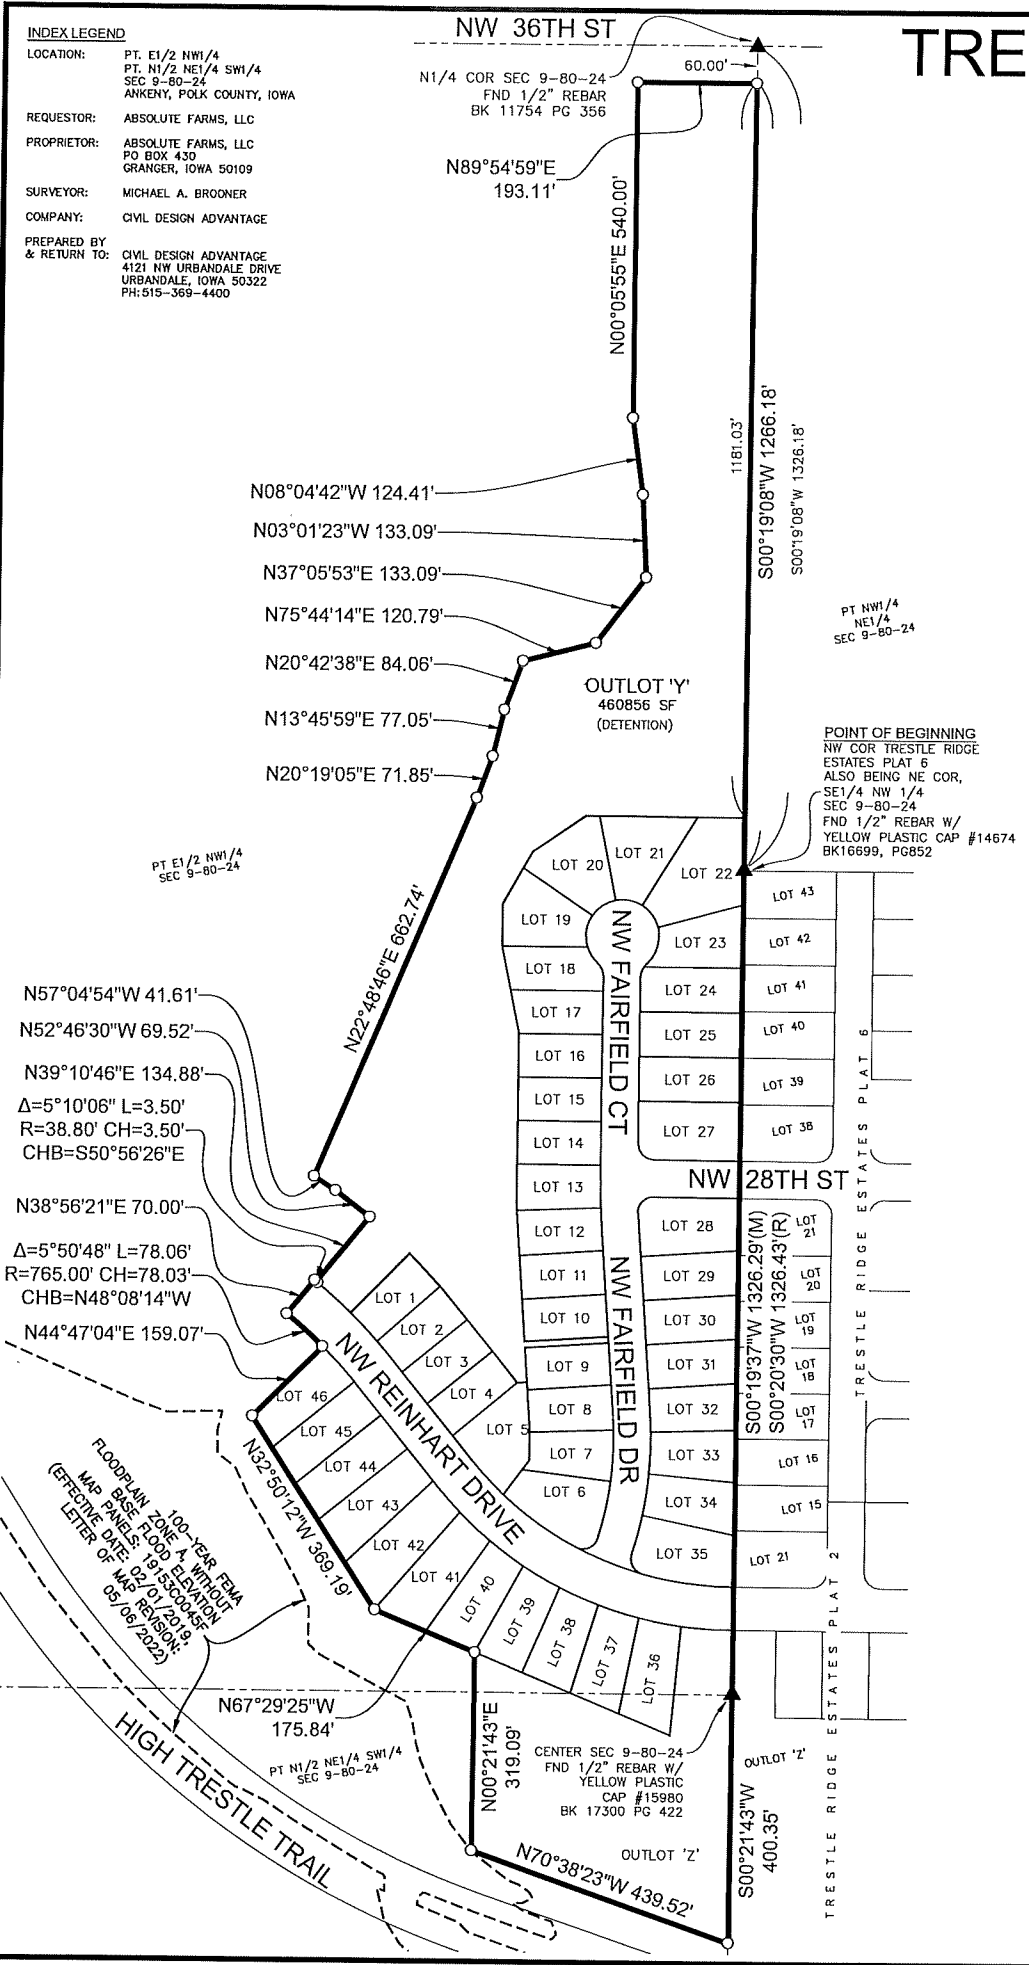 INDEX LEGEND
LOCATION: PT. E1/2 NW1/4
PT. N1/2 NE1/4 SW1/4
SEC 9-80-24
ANKENY, POLK COUNTY, IOWA
REQUESTOR: ABSOLUTE FARMS, LLC
PROPRIETOR: ABSOLUTE FARMS, LLC
PO BOX 430
GRANGER, IOWA 50109
SURVEYOR: MICHAEL A. BROONER
COMPANY: CIVIL DESIGN ADVANTAGE
PREPARED BY
& RETURN TO: CIVIL DESIGN ADVANTAGE
4121 NW URBANDALE DRIVE
URBANDALE, IOWA 50322
PH:515-369-4400
NW 36TH ST
TRE
N1/4 COR SEC 9-80-24
FND 1/2" REBAR
BK 11754 PG 356
60.00'
N89°54'59"E
193.11'
N00°05'55"E 540.00'
1181.03'
S00°19'08"W 1266.18'
S00°19'08"W 1326.18'
N08°04'42"W 124.41'
N03°01'23"W 133.09'
N37°05'53"E 133.09'
N75°44'14"E 120.79'
N20°42'38"E 84.06'
N13°45'59"E 77.05'
N20°19'05"E 71.85'
PT NW1/4
NE1/4
SEC 9-80-24
OUTLOT 'Y'
460856 SF
(DETENTION)
POINT OF BEGINNING
NW COR TRESTLE RIDGE
ESTATES PLAT 6
ALSO BEING NE COR,
SE1/4 NW 1/4
SEC 9-80-24
FND 1/2" REBAR W/
YELLOW PLASTIC CAP #14674
BK16699, PG852
PT E1/2 NW1/4
SEC 9-80-24
N22°48'46"E 662.74'
LOT 20
LOT 21
LOT 22
LOT 19
LOT 23
LOT 18
LOT 24
LOT 17
LOT 25
LOT 16
LOT 26
LOT 15
LOT 27
LOT 14
LOT 13
LOT 12
LOT 28
LOT 11
LOT 29
LOT 10
LOT 30
LOT 9
LOT 31
LOT 8
LOT 32
LOT 7
LOT 33
LOT 6
LOT 34
LOT 35
LOT 43
LOT 42
LOT 41
LOT 40
LOT 39
LOT 38
NW FAIRFIELD CT
NW 28TH ST
NW FAIRFIELD DR
TRESTLE RIDGE ESTATES PLAT 6
S00°19'37"W 1326.29'(M)
S00°20'30"W 1326.43'(R)
LOT
21
LOT
20
LOT
19
LOT
18
LOT
17
LOT 16
LOT 15
LOT 21
N57°04'54"W 41.61'
N52°46'30"W 69.52'
N39°10'46"E 134.88'
Δ=5°10'06" L=3.50'
R=38.80' CH=3.50'
CHB=S50°56'26"E
N38°56'21"E 70.00'
Δ=5°50'48" L=78.06'
R=765.00' CH=78.03'
CHB=N48°08'14"W
N44°47'04"E 159.07'
LOT 1
LOT 2
LOT 3
LOT 4
LOT 5
NW REINHART DRIVE
LOT 46
LOT 45
LOT 44
LOT 43
LOT 42
LOT 41
LOT 40
LOT 39
LOT 38
LOT 37
LOT 36
N32°50'12"W 369.19'
100-YEAR FEMA
FLOODPLAIN ZONE A, WITHOUT
BASE FLOOD ELEVATION
MAP PANELS: 19153C0045F
(EFFECTIVE DATE: 02/01/2019,
LETTER OF MAP REVISION:
05/06/2022)
N67°29'25"W
175.84'
PT N1/2 NE1/4 SW1/4
SEC 9-80-24
HIGH TRESTLE TRAIL
N00°21'43"E
319.09'
CENTER SEC 9-80-24
FND 1/2" REBAR W/
YELLOW PLASTIC
CAP #15980
BK 17300 PG 422
OUTLOT 'Z'
OUTLOT 'Z'
S00°21'43"W
400.35'
N70°38'23"W 439.52'
TRESTLE RIDGE ESTATES PLAT 2